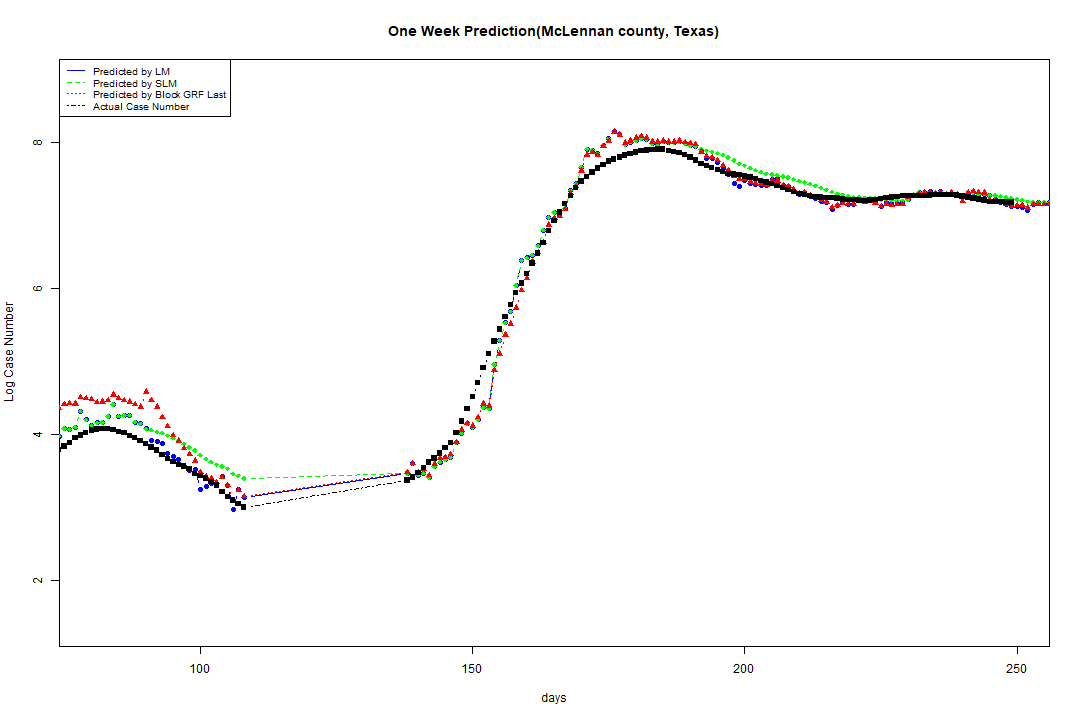 One Week Prediction(McLennan county, Texas)
Predicted by LM
Predicted by SLM
Predicted by Block GRF Last
Actual Case Number
8
6
4
2
Log Case Number
100
150
200
250
days